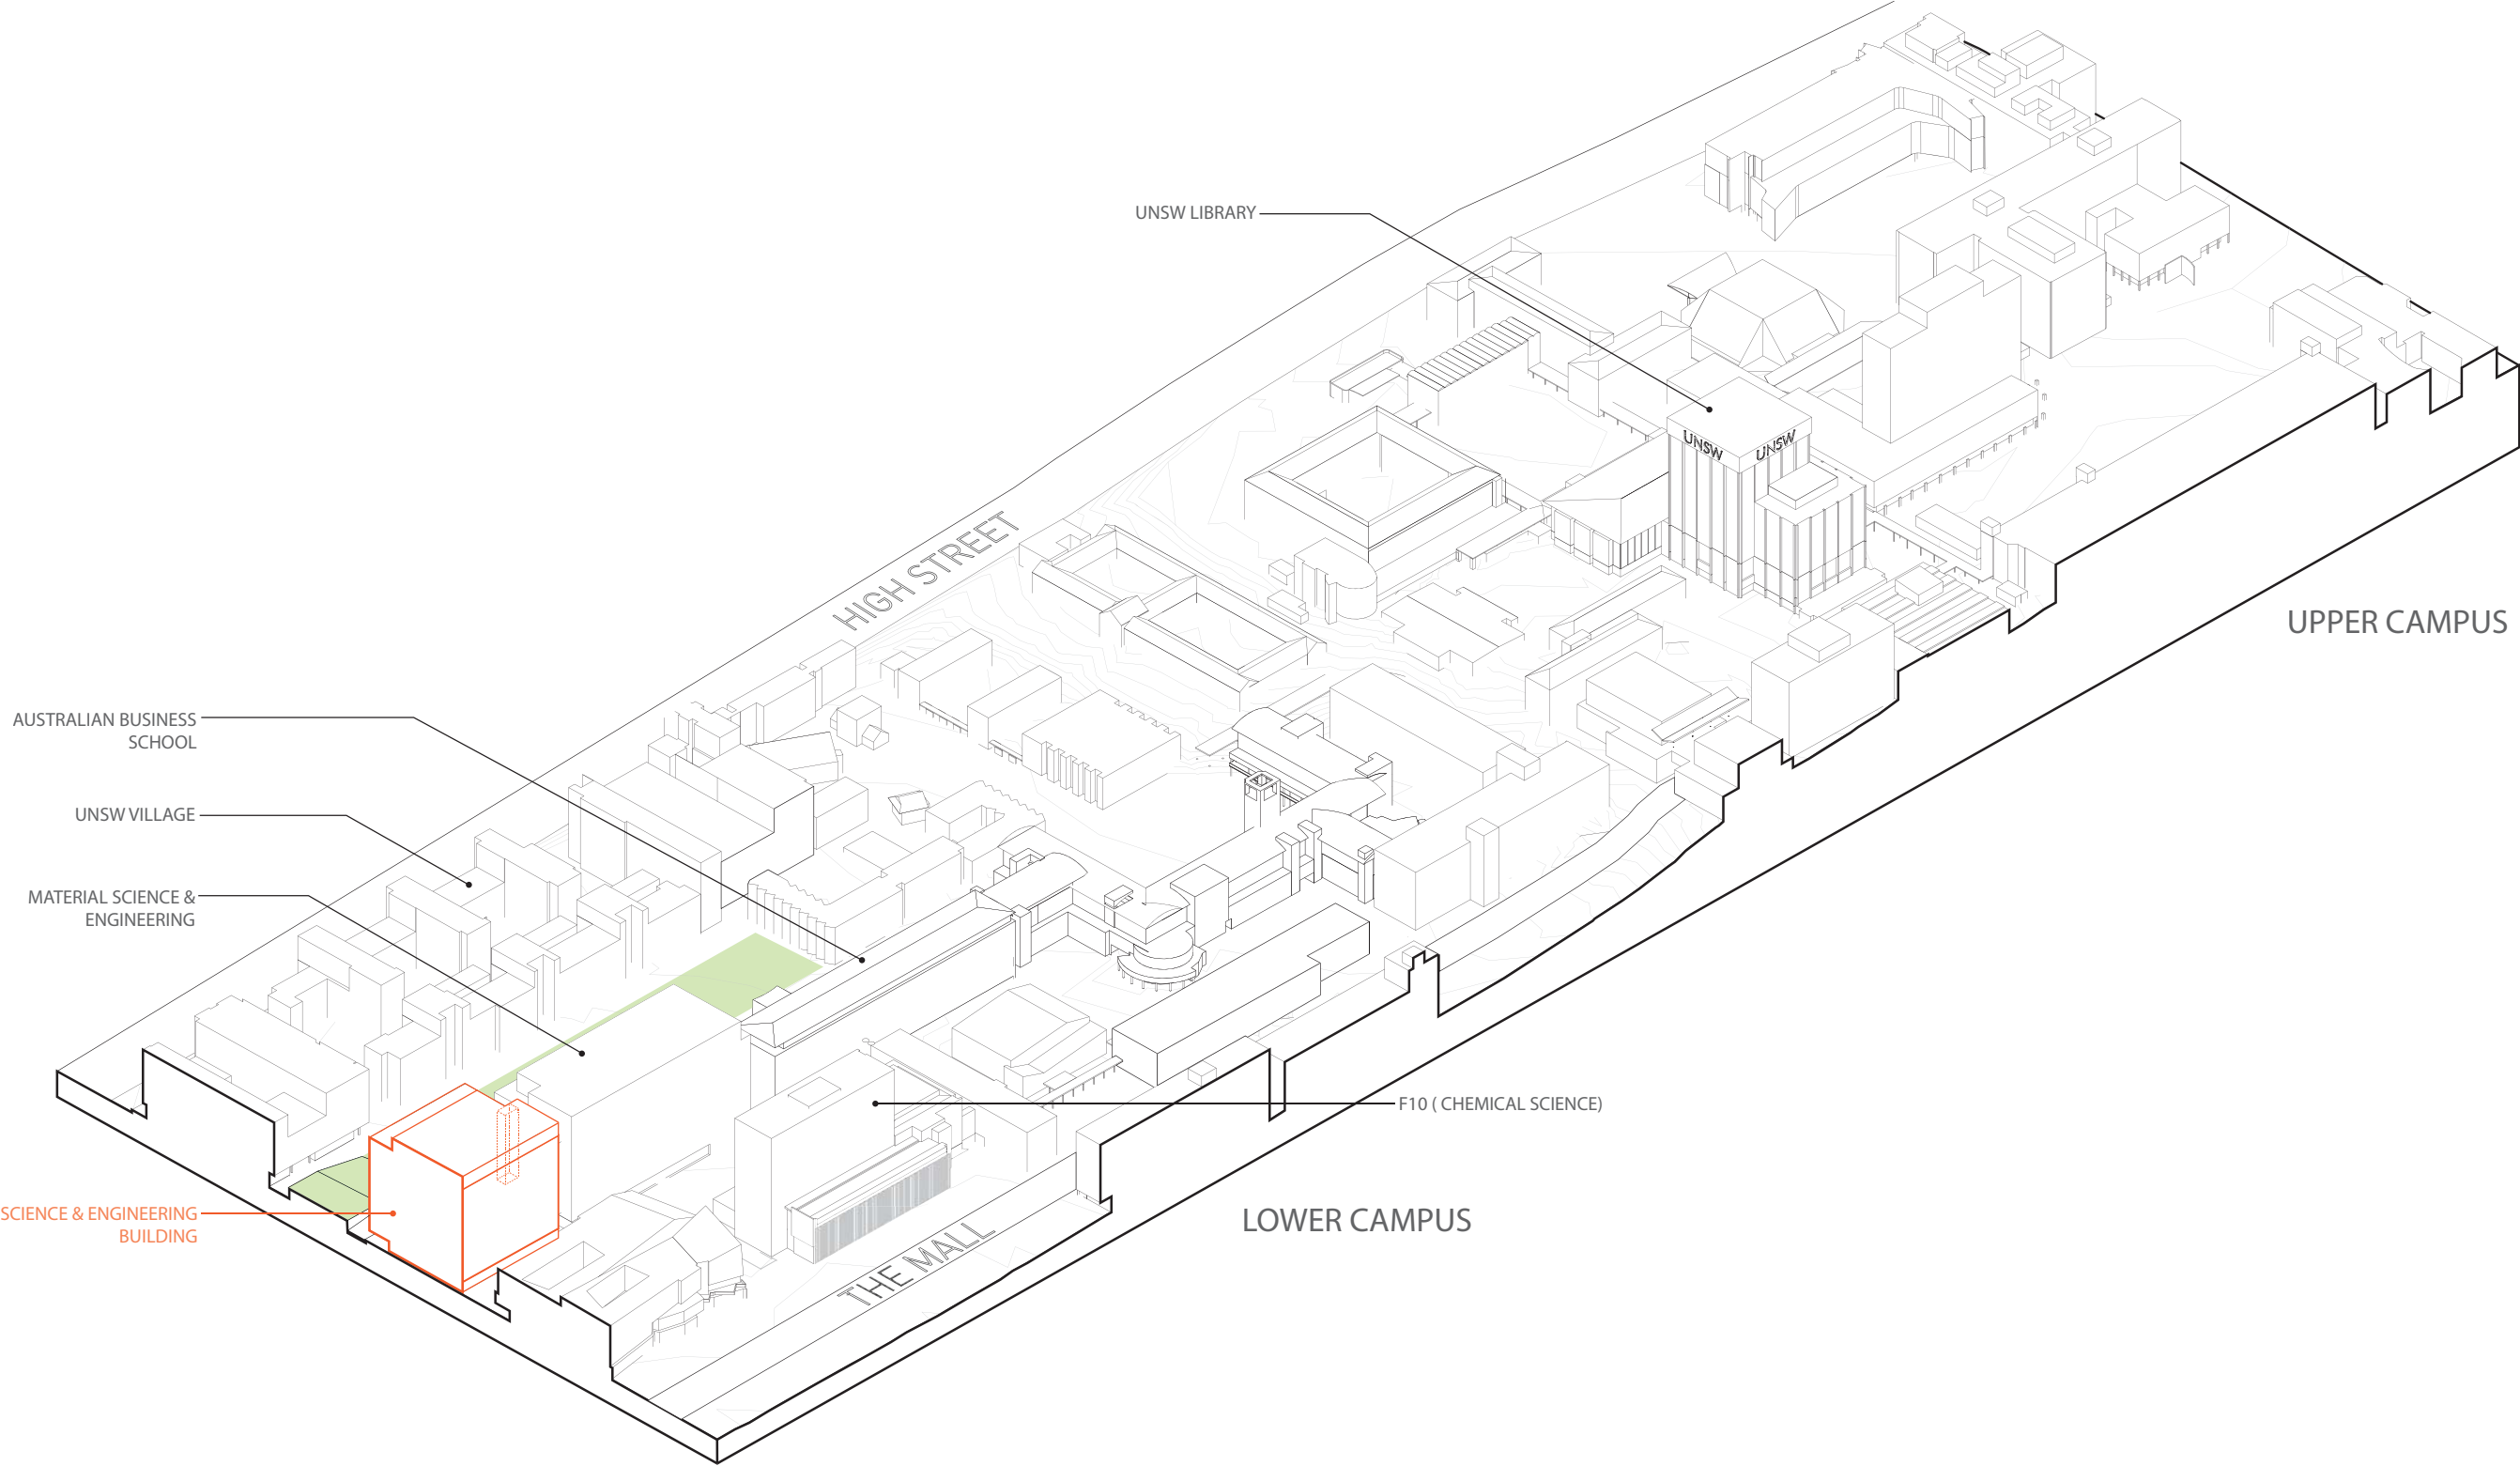 UNSW LIBRARY
UNSW UNSW
HIGH STREET
UPPER CAMPUS
AUSTRALIAN BUSINESS
SCHOOL
UNSW VILLAGE
MATERIAL SCIENCE &
ENGINEERING
F10 ( CHEMICAL SCIENCE)
SCIENCE & ENGINEERING
BUILDING
LOWER CAMPUS
THE MALL